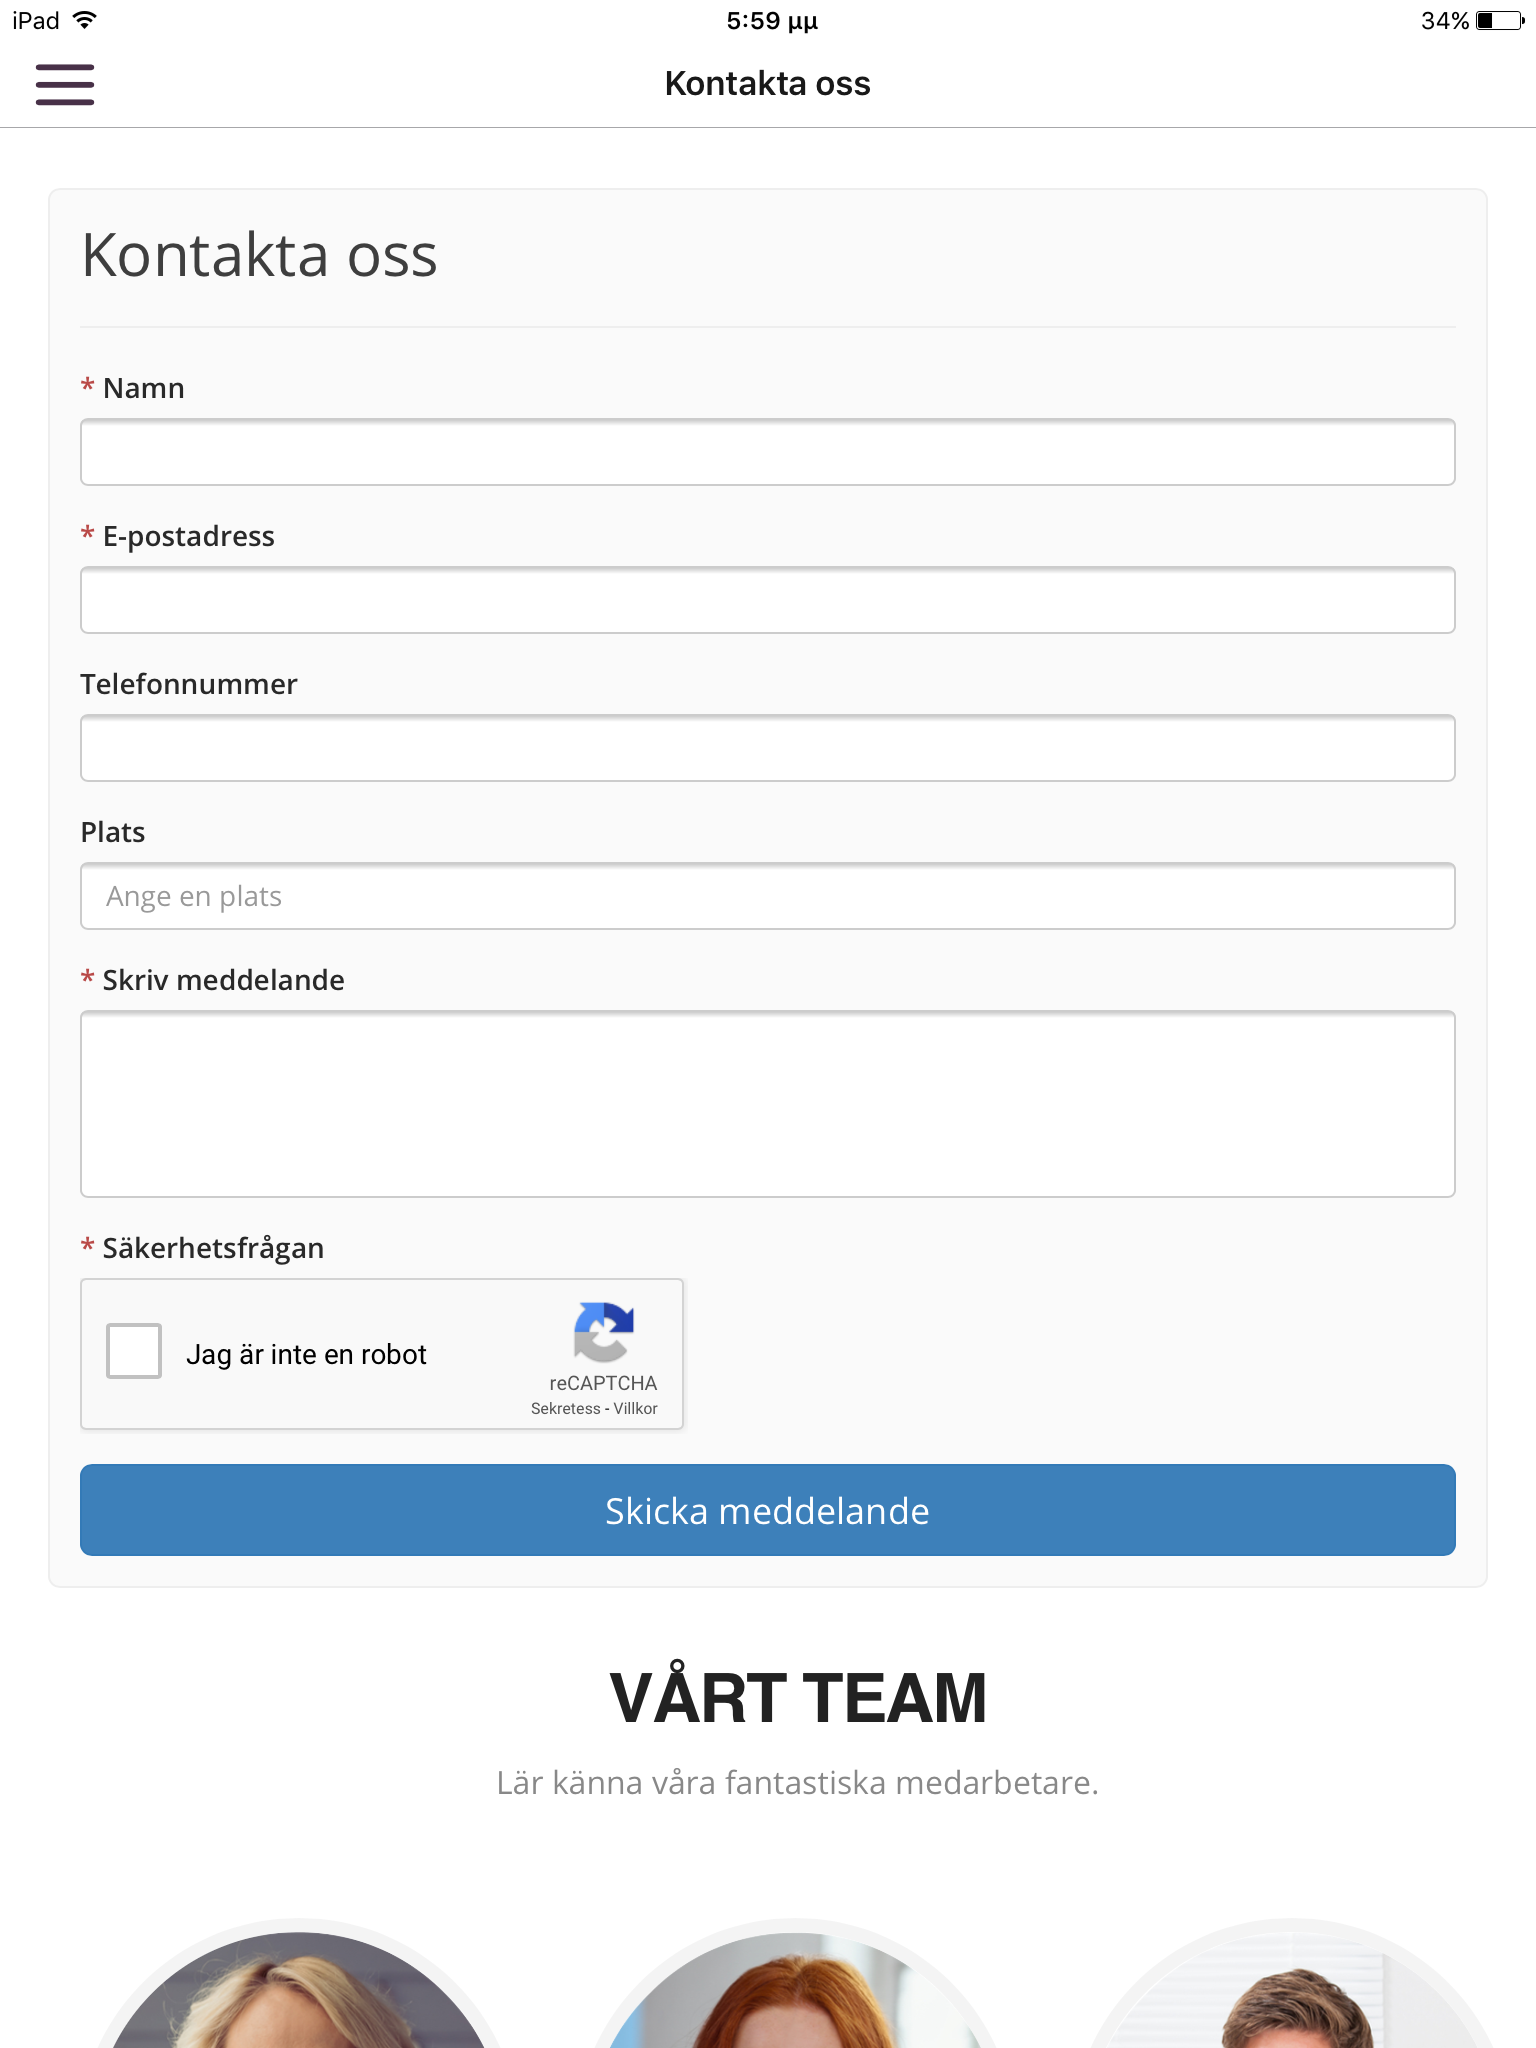 iPad 5:59 μμ 34%
Kontakta oss
Kontakta oss
* Namn
* E-postadress
Telefonnummer
Plats
Ange en plats
* Skriv meddelande
* Säkerhetsfrågan
Jag är inte en robot
reCAPTCHA
Sekretess - Villkor
Skicka meddelande
VÅRT TEAM
Lär känna våra fantastiska medarbetare.